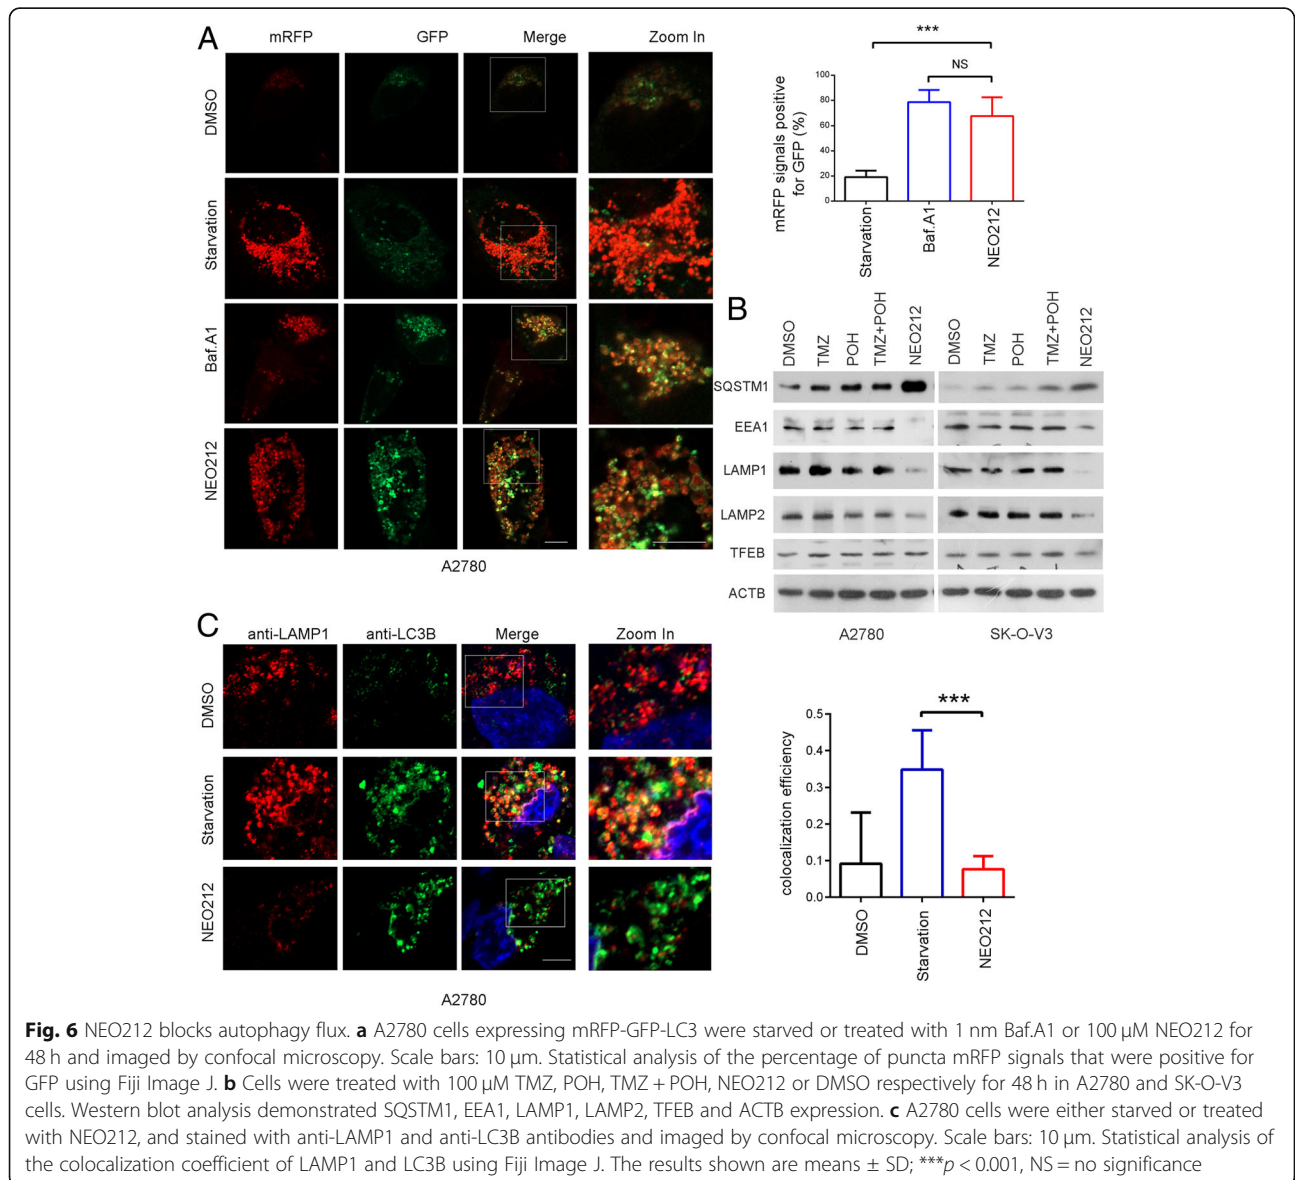 A
mRFP GFP Merge Zoom In
DMSO
Starvation
Baf.A1
NEO212
A2780
***
NS
mRFP signals positive
for GFP (%)
100
80
60
40
20
0
Starvation
Baf.A1
NEO212
B
DMSO TMZ POH TMZ+POH NEO212 DMSO TMZ POH TMZ+POH NEO212
SQSTM1
EEA1
LAMP1
LAMP2
TFEB
ACTB
A2780 SK-O-V3
C
anti-LAMP1 anti-LC3B Merge Zoom In
DMSO
Starvation
NEO212
A2780
***
colocalization efficiency
0.5
0.4
0.3
0.2
0.1
0.0
DMSO
Starvation
NEO212
Fig. 6 NEO212 blocks autophagy flux. a A2780 cells expressing mRFP-GFP-LC3 were starved or treated with 1 nm Baf.A1 or 100 μM NEO212 for
48 h and imaged by confocal microscopy. Scale bars: 10 μm. Statistical analysis of the percentage of puncta mRFP signals that were positive for
GFP using Fiji Image J. b Cells were treated with 100 μM TMZ, POH, TMZ + POH, NEO212 or DMSO respectively for 48 h in A2780 and SK-O-V3
cells. Western blot analysis demonstrated SQSTM1, EEA1, LAMP1, LAMP2, TFEB and ACTB expression. c A2780 cells were either starved or treated
with NEO212, and stained with anti-LAMP1 and anti-LC3B antibodies and imaged by confocal microscopy. Scale bars: 10 μm. Statistical analysis of
the colocalization coefficient of LAMP1 and LC3B using Fiji Image J. The results shown are means ± SD; ***p < 0.001, NS = no significance